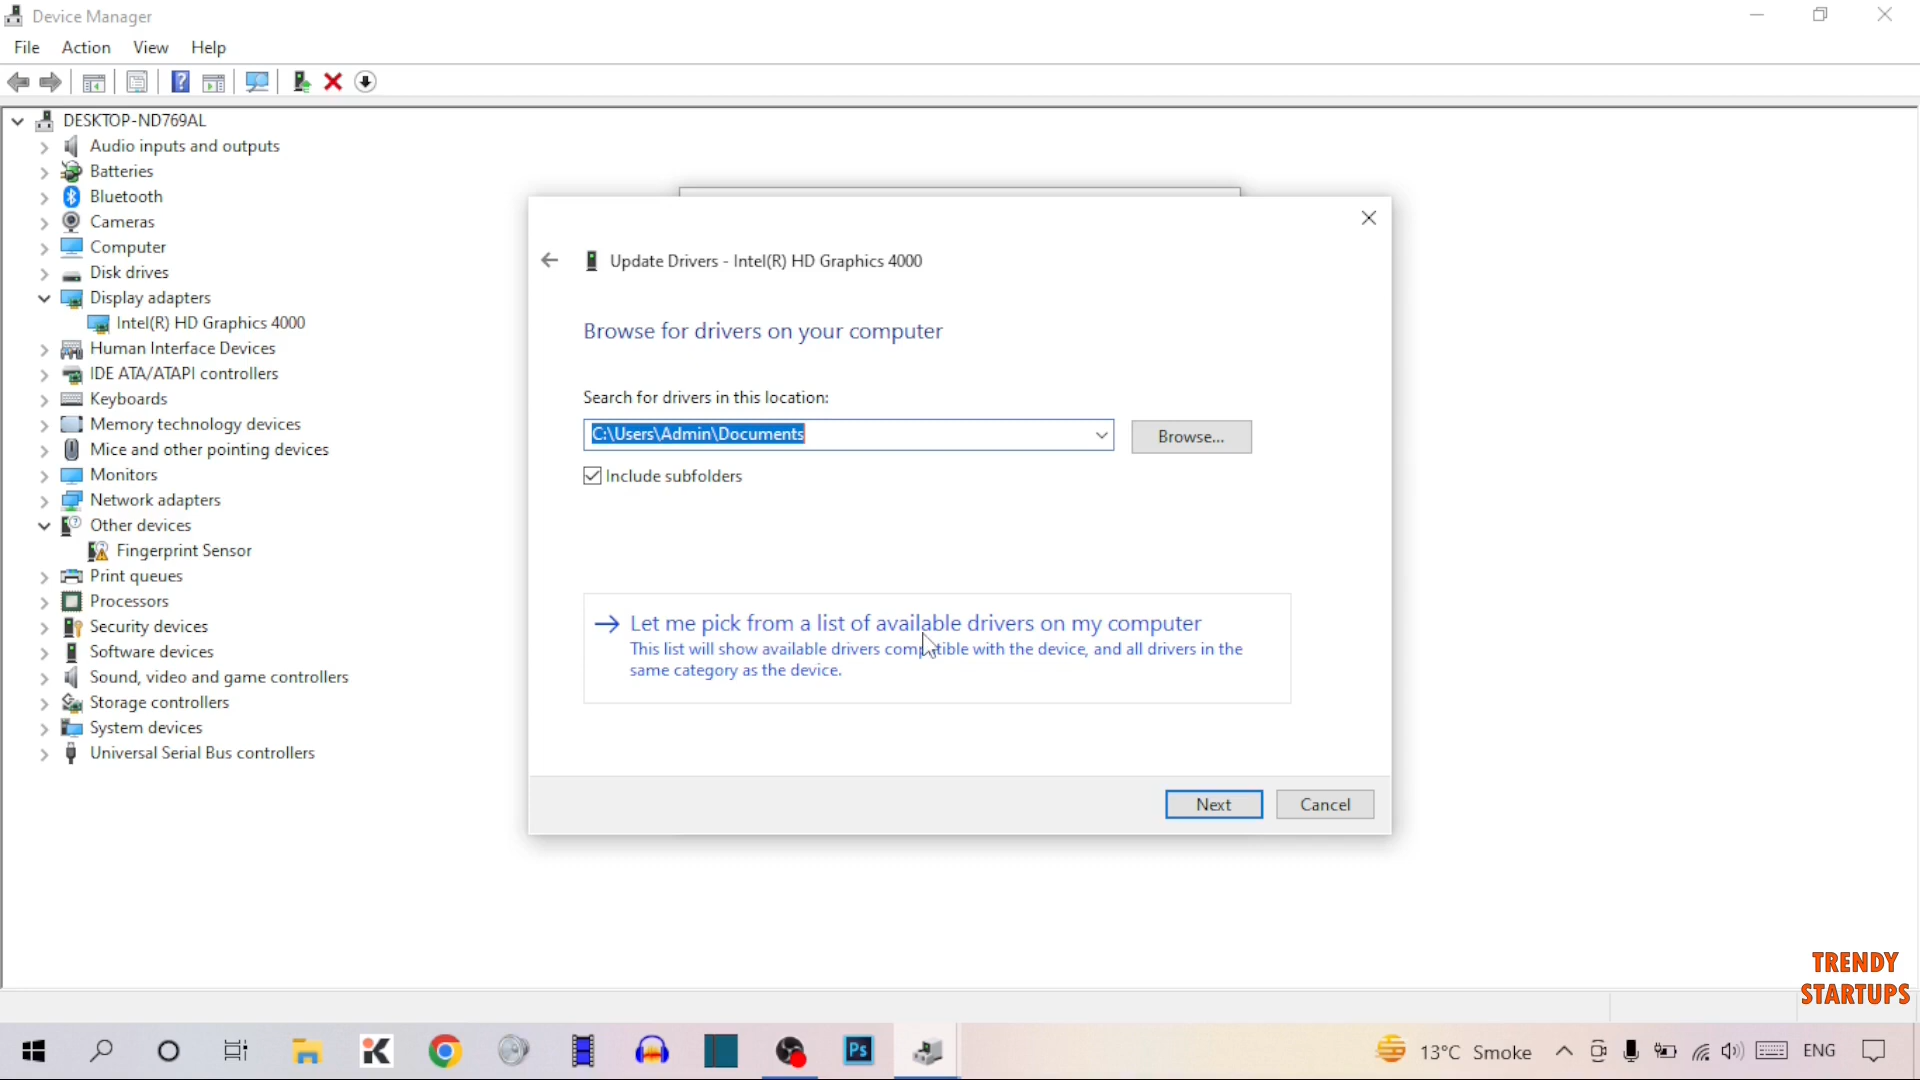 Device Manager
File Action View Help
DESKTOP-ND769AL
Audio inputs and outputs
Batteries
Bluetooth
Cameras
Computer
Disk drives
Display adapters
Intel(R) HD Graphics 4000
Human Interface Devices
IDE ATA/ATAPI controllers
Keyboards
Memory technology devices
Mice and other pointing devices
Monitors
Network adapters
Other devices
Fingerprint Sensor
Print queues
Processors
Security devices
Software devices
Sound, video and game controllers
Storage controllers
System devices
Universal Serial Bus controllers
Update Drivers - Intel(R) HD Graphics 4000
Browse for drivers on your computer
Search for drivers in this location:
C:\Users\Admin\Documents
Browse...
Include subfolders
Let me pick from a list of available drivers on my computer
This list will show available drivers compatible with the device, and all drivers in the
same category as the device.
Next Cancel
TRENDY
STARTUPS
Ps
13°C Smoke ENG